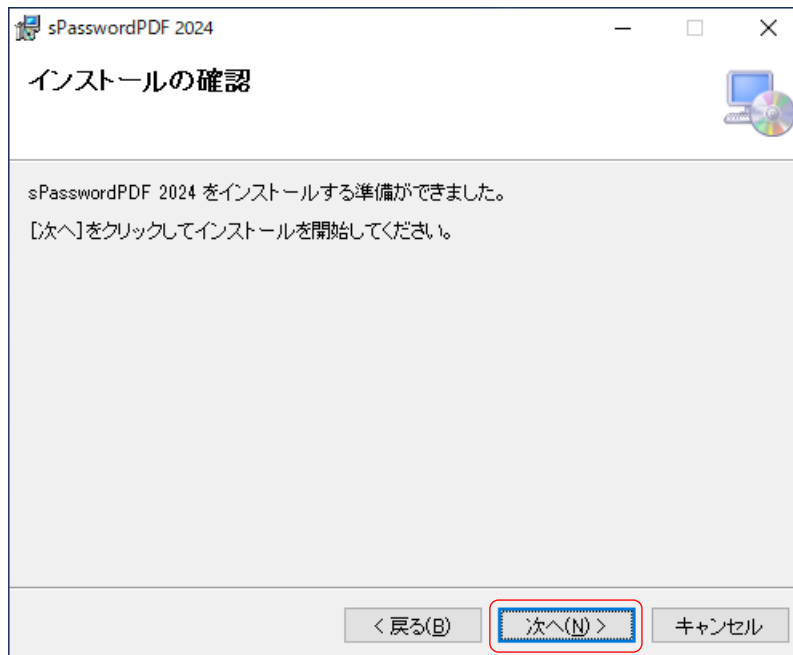 sPasswordPDF 2024
インストールの確認
sPasswordPDF 2024 をインストールする準備ができました。
[次へ]をクリックしてインストールを開始してください。
< 戻る(B)
次へ(N) >
キャンセル